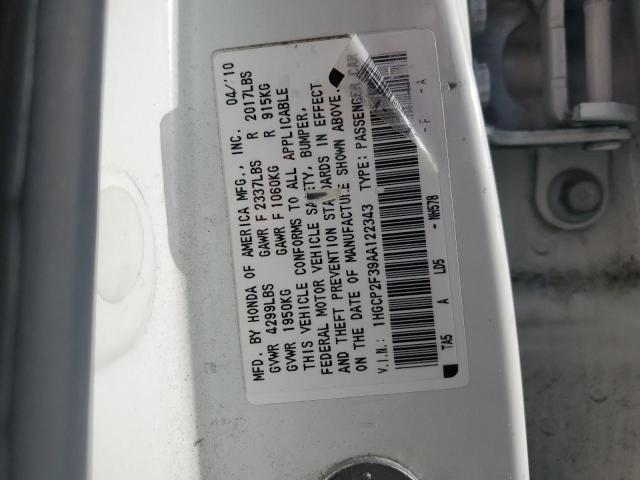 MFD. BY HONDA OF AMERICA MFG., INC. 04/'10
GVWR 4299LBS GAWR F 2337LBS R 2017LBS
GVWR 1950KG GAWR F 1060KG R 915KG
THIS VEHICLE CONFORMS TO ALL APPLICABLE
FEDERAL MOTOR VEHICLE SAFETY, BUMPER,
AND THEFT PREVENTION STANDARDS IN EFFECT
ON THE DATE OF MANUFACTURE SHOWN ABOVE.
V.I.N.: 1HGCP2F39AA122343 TYPE: PASSENGER CAR
TA5 A LD5 - NH578 - F - A